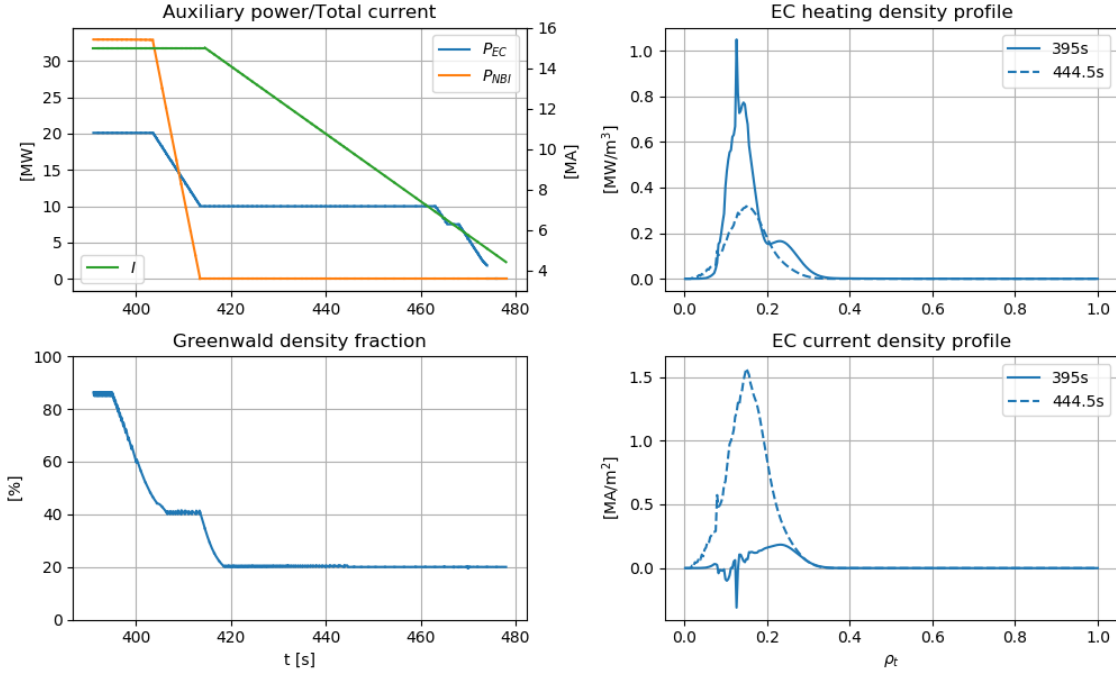 Auxiliary power/Total current
[MW]
30
25
20
15
10
5
0
P_EC
P_NBI
I
16
14
12
10
8
6
4
[MA]
400 420 440 460 480
EC heating density profile
[MW/m³]
1.0
0.8
0.6
0.4
0.2
0.0
395s
444.5s
0.0 0.2 0.4 0.6 0.8 1.0
Greenwald density fraction
[%]
100
80
60
40
20
0
400 420 440 460 480
t [s]
EC current density profile
[MA/m²]
1.5
1.0
0.5
0.0
395s
444.5s
0.0 0.2 0.4 0.6 0.8 1.0
ρ_t